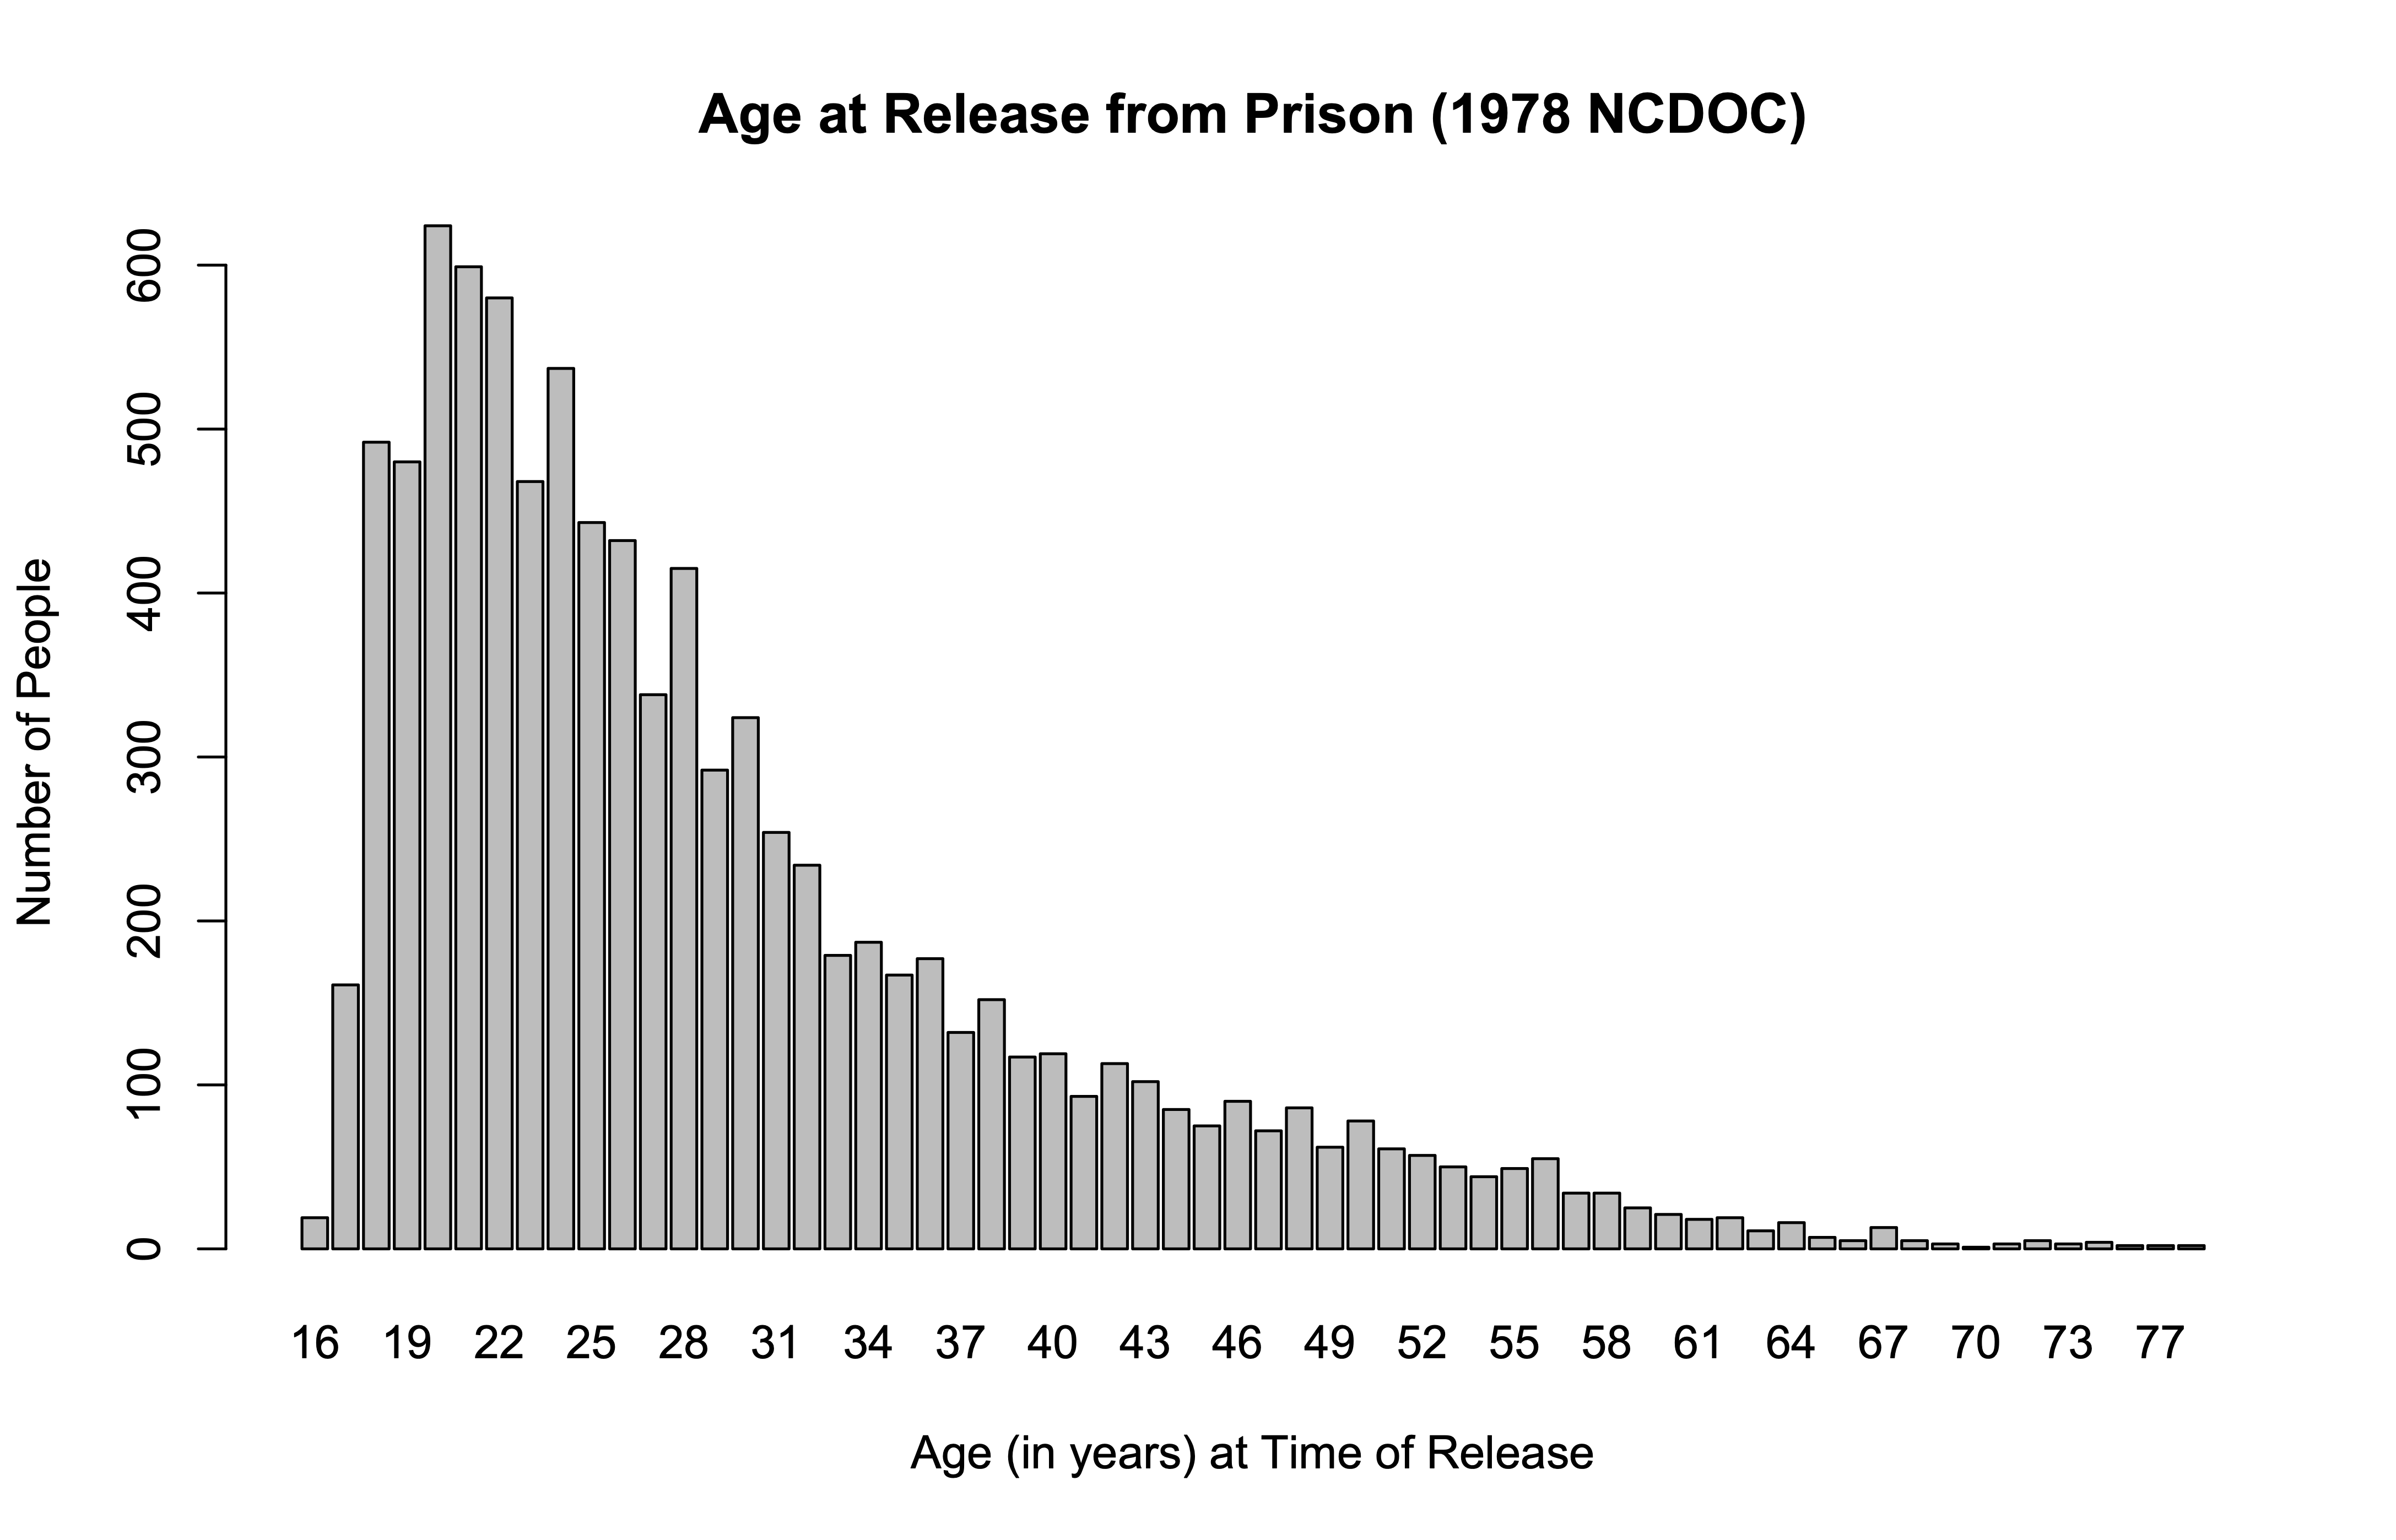 Age at Release from Prison (1978 NCDOC)
Number of People
600
500
400
300
200
100
0
16 19 22 25 28 31 34 37 40 43 46 49 52 55 58 61 64 67 70 73 77
Age (in years) at Time of Release